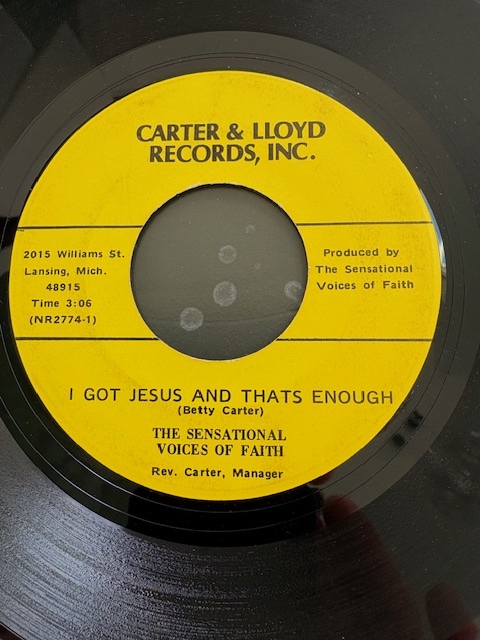 CARTER & LLOYD
RECORDS, INC.
2015 Williams St.
Lansing, Mich.
48915
Time 3:06
(NR2774-1)
Produced by
The Sensational
Voices of Faith
I GOT JESUS AND THATS ENOUGH
(Betty Carter)
THE SENSATIONAL
VOICES OF FAITH
Rev. Carter, Manager